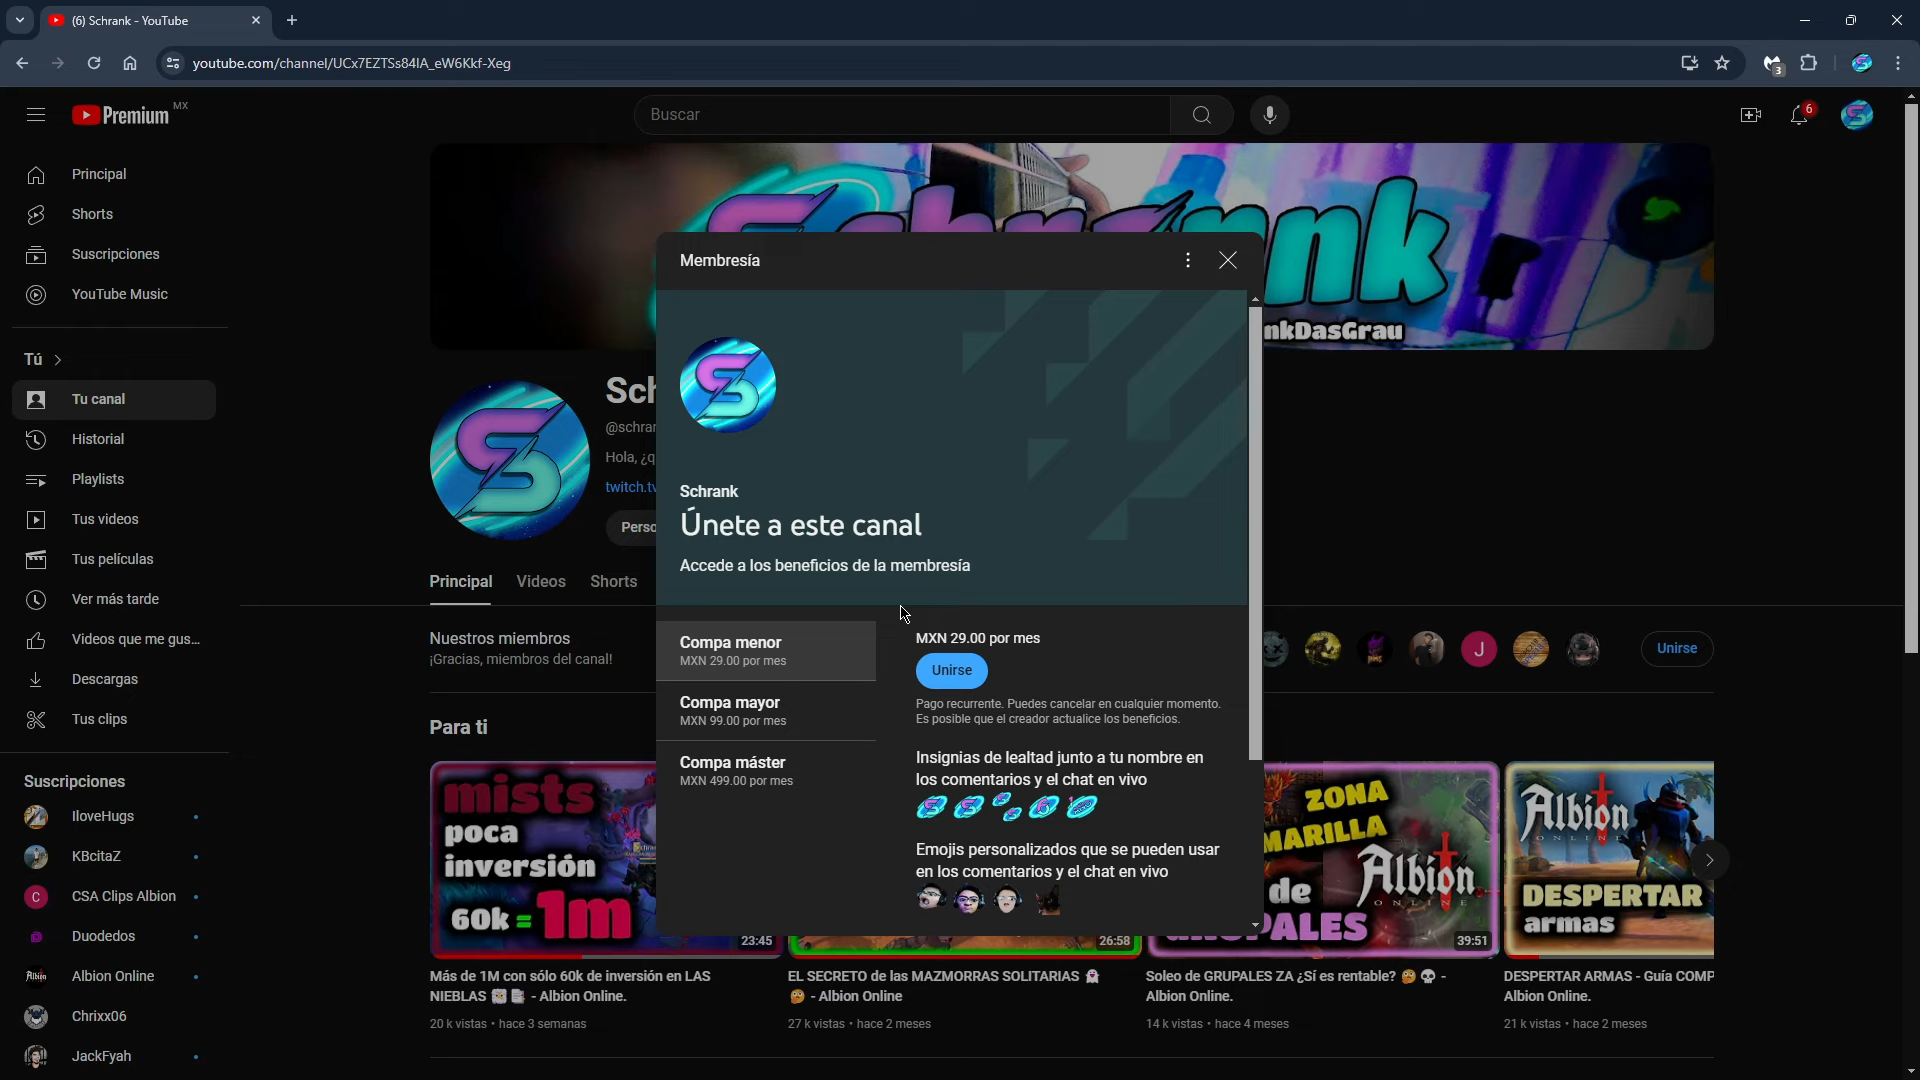 (6) Schrank - YouTube
youtube.com/channel/UCx7EZTSs84IA_eW6Kkf-Xeg
3
Premium MX
Buscar
6
Principal
Shorts
Suscripciones
YouTube Music
Tú
Tu canal
Historial
Playlists
Tus videos
Tus películas
Ver más tarde
Videos que me gus...
Descargas
Tus clips
Suscripciones
IloveHugs
KBcitaZ
C
CSA Clips Albion
Duodedos
Albion Online
Chrixx06
JackFyah
nkDasGrau
Sch
@schran
Hola, ¿q
twitch.tv
Perso
Principal
Videos
Shorts
Nuestros miembros
¡Gracias, miembros del canal!
J
Unirse
Membresía
Schrank
Únete a este canal
Accede a los beneficios de la membresía
Compa menor
MXN 29.00 por mes
Compa mayor
MXN 99.00 por mes
Compa máster
MXN 499.00 por mes
MXN 29.00 por mes
Unirse
Pago recurrente. Puedes cancelar en cualquier momento.
Es posible que el creador actualice los beneficios.
Insignias de lealtad junto a tu nombre en
los comentarios y el chat en vivo
Emojis personalizados que se pueden usar
en los comentarios y el chat en vivo
Para ti
mists
poca
inversión
60k = 1m
23:45
Más de 1M con sólo 60k de inversión en LAS
NIEBLAS - Albion Online.
20 k vistas • hace 3 semanas
26:58
EL SECRETO de las MAZMORRAS SOLITARIAS 👻
🤔 - Albion Online
27 k vistas • hace 2 meses
ZONA
MARILLA
de
UPALES
Albion
ONLINE
39:51
Soleo de GRUPALES ZA ¿Sí es rentable? 🤔 💀 -
Albion Online.
14 k vistas • hace 4 meses
Albion
ONLINE
DESPERTAR
armas
DESPERTAR ARMAS - Guía COMP
Albion Online.
21 k vistas • hace 2 meses